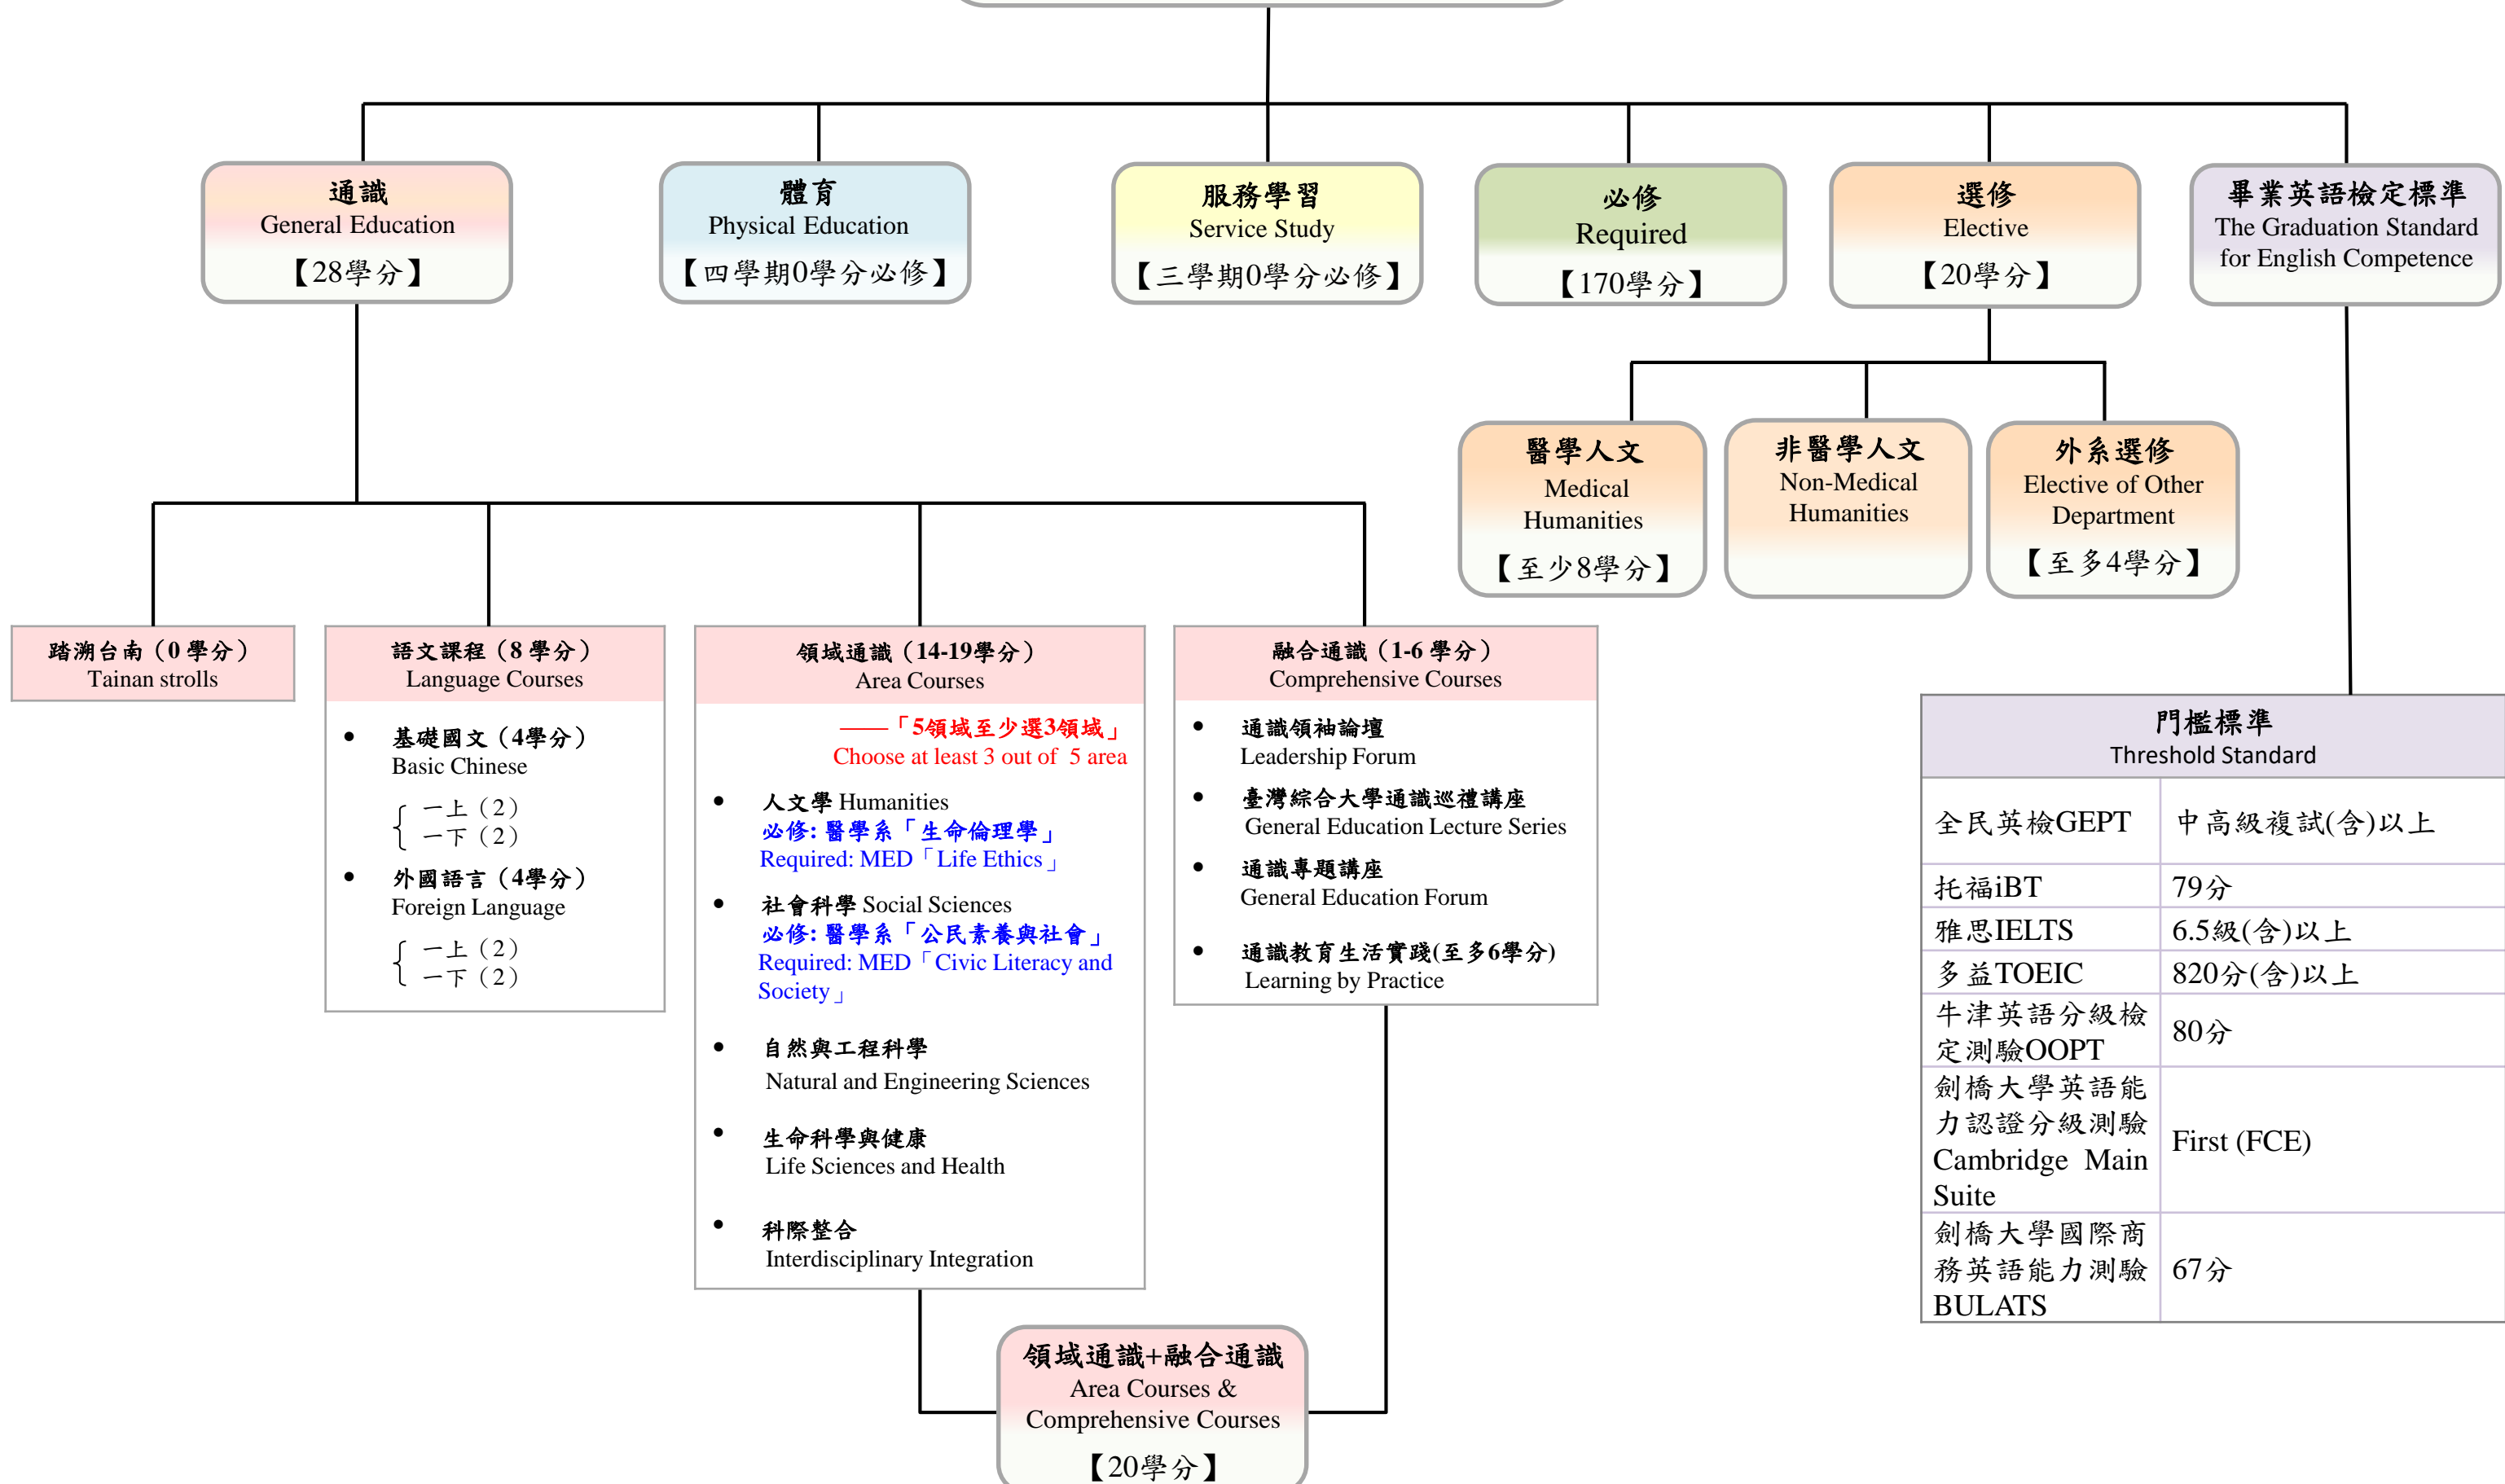 通識
General Education
【28學分】
體育
Physical Education
【四學期0學分必修】
服務學習
Service Study
【三學期0學分必修】
必修
Required
【170學分】
選修
Elective
【20學分】
畢業英語檢定標準
The Graduation Standard
for English Competence
醫學人文
Medical
Humanities
【至少8學分】
非醫學人文
Non-Medical
Humanities
外系選修
Elective of Other
Department
【至多4學分】
踏溯台南（0 學分）
Tainan strolls
語文課程（8 學分）
Language Courses
• 基礎國文（4學分）
Basic Chinese
一上（2）
一下（2）
• 外國語言（4學分）
Foreign Language
一上（2）
一下（2）
領域通識（14-19學分）
Area Courses
——「5領域至少選3領域」
Choose at least 3 out of 5 area
• 人文學 Humanities
必修: 醫學系「生命倫理學」
Required: MED「Life Ethics」
• 社會科學 Social Sciences
必修: 醫學系「公民素養與社會」
Required: MED「Civic Literacy and
Society」
• 自然與工程科學
Natural and Engineering Sciences
• 生命科學與健康
Life Sciences and Health
• 科際整合
Interdisciplinary Integration
融合通識（1-6 學分）
Comprehensive Courses
• 通識領袖論壇
Leadership Forum
• 臺灣綜合大學通識巡禮講座
General Education Lecture Series
• 通識專題講座
General Education Forum
• 通識教育生活實踐(至多6學分)
Learning by Practice
領域通識+融合通識
Area Courses &
Comprehensive Courses
【20學分】
門檻標準
Threshold Standard
全民英檢GEPT 中高級複試(含)以上
托福iBT 79分
雅思IELTS 6.5級(含)以上
多益TOEIC 820分(含)以上
牛津英語分級檢
定測驗OOPT
80分
劍橋大學英語能
力認證分級測驗
Cambridge Main
Suite
First (FCE)
劍橋大學國際商
務英語能力測驗
BULATS
67分